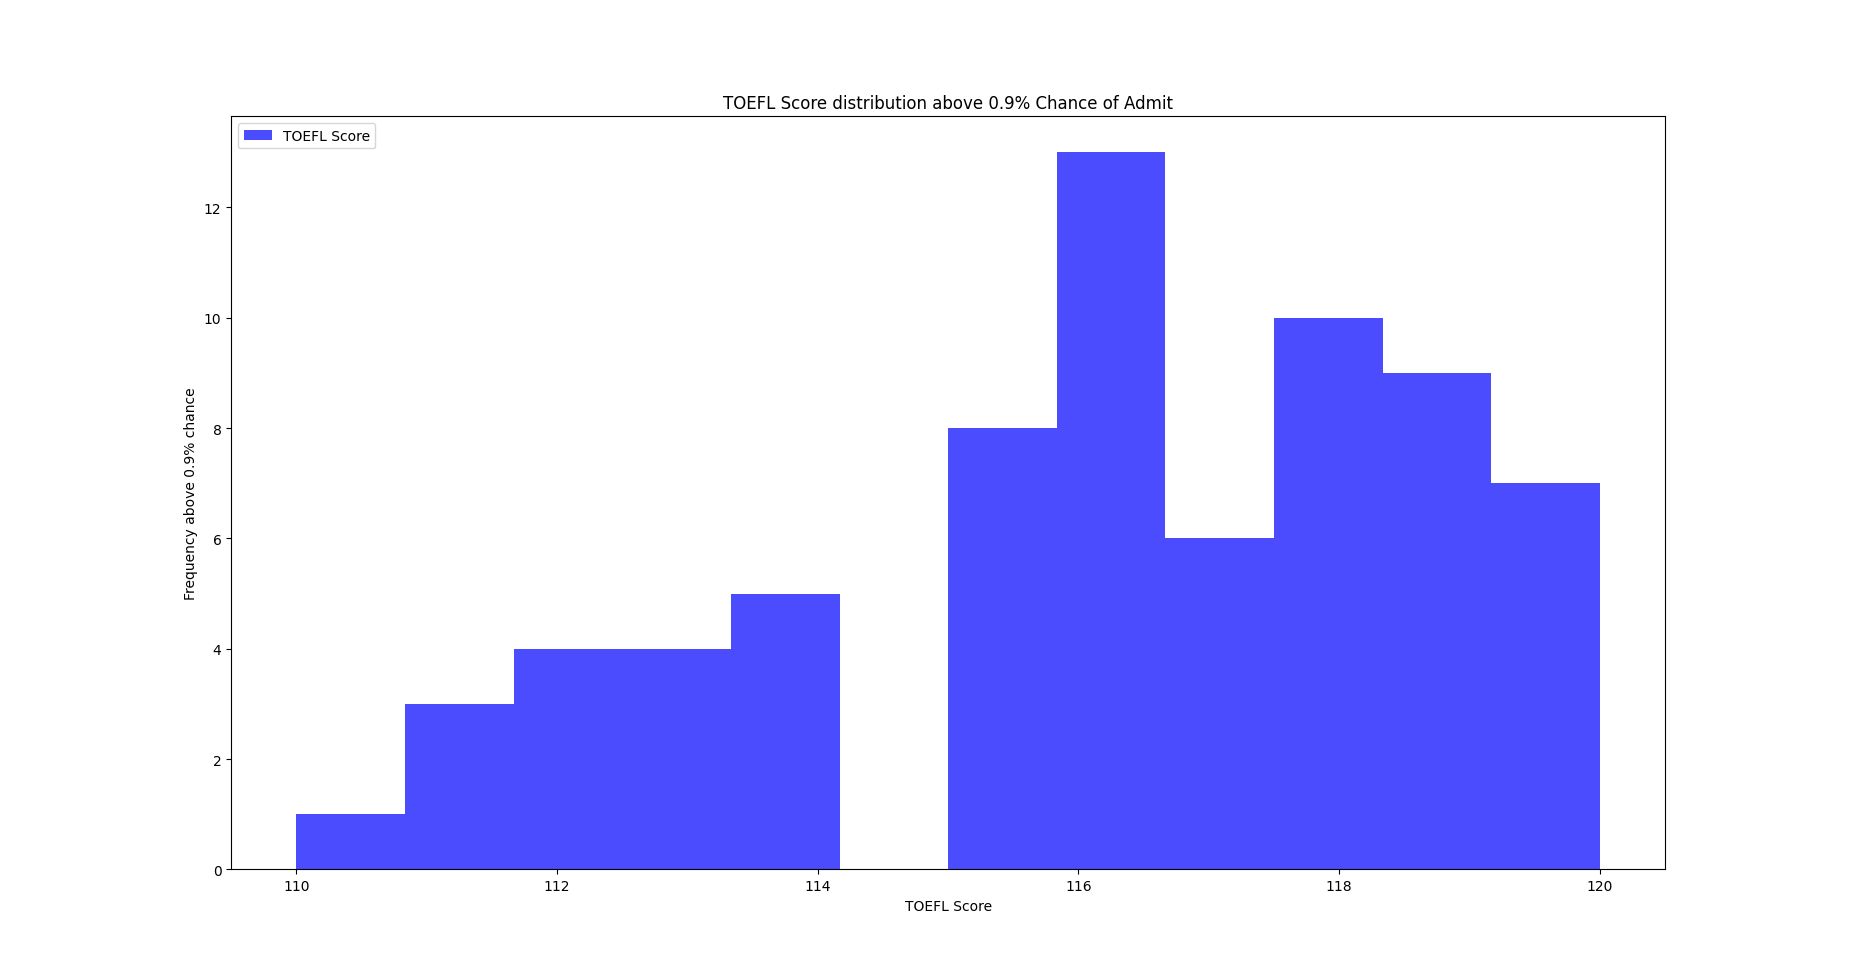 TOEFL Score distribution above 0.9% Chance of Admit
TOEFL Score
12
10
8
6
4
2
0
Frequency above 0.9% chance
110 112 114 116 118 120
TOEFL Score